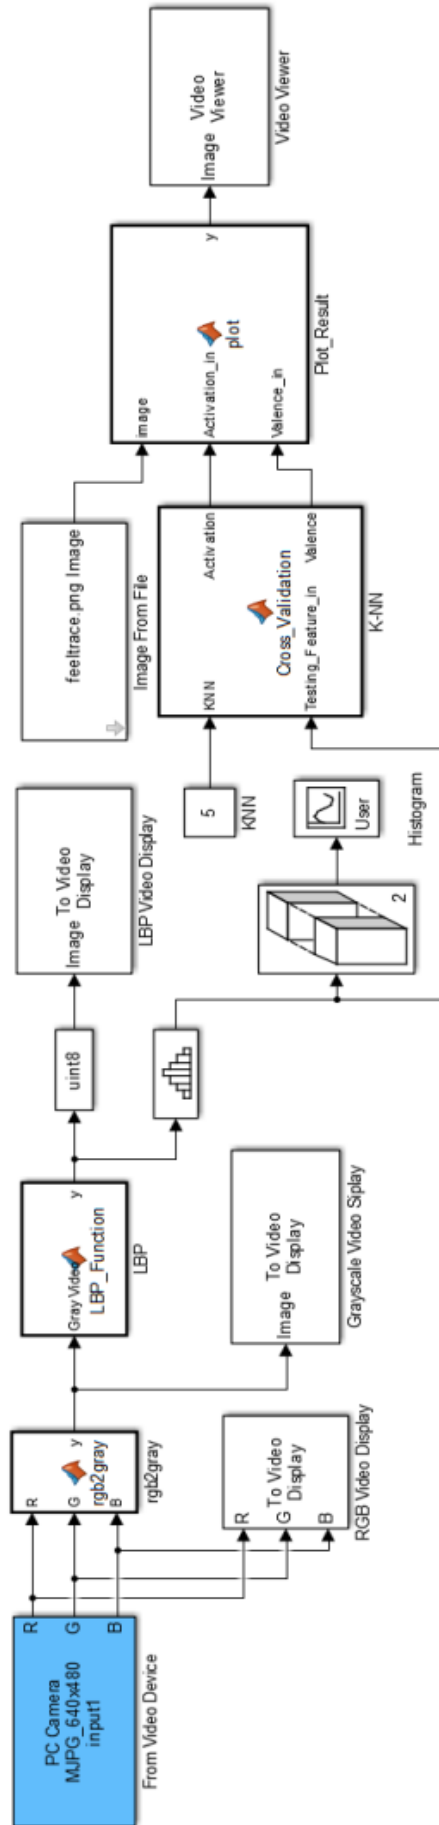 PC Camera
MJPG_640x480
input1
R
G
B
From Video Device
R
G
B
y
rgb2gray
rgb2gray
R
G
B
To Video
Display
RGB Video Display
Gray Video
y
LBP_Function
LBP
Image
To Video
Display
Grayscale Video Siplay
uint8
Image
To Video
Display
LBP Video Display
2
User
Histogram
5
KNN
feeltrace.png Image
Image From File
KNN
Activation
Cross_Validation
Testing_Feature_in
Valence
K-NN
image
Activation_in
Valence_in
y
plot
Plot_Result
Image
Video
Viewer
Video Viewer